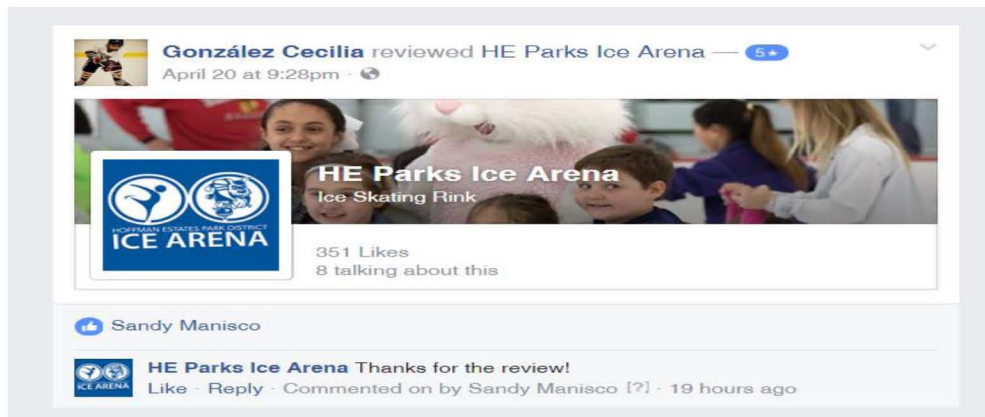 González Cecilia reviewed HE Parks Ice Arena — 5★
April 20 at 9:28pm ·
HE Parks Ice Arena
Ice Skating Rink
HOFFMAN ESTATES PARK DISTRICT
ICE ARENA
351 Likes
8 talking about this
Sandy Manisco
HE Parks Ice Arena Thanks for the review!
ICE ARENA
Like · Reply · Commented on by Sandy Manisco [?] · 19 hours ago